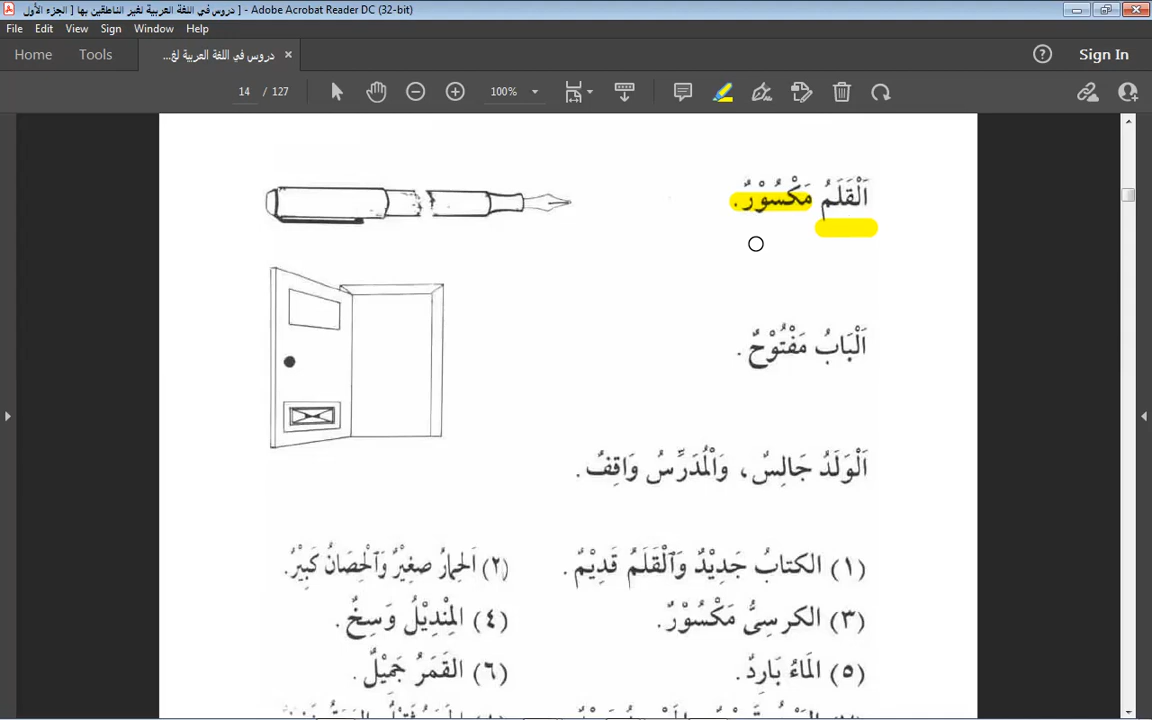 دروس في اللغة العربية لغير الناطقين بها [ الجزء الأول ] - Adobe Acrobat Reader DC (32-bit)
File Edit View Sign Window Help
Home Tools دروس في اللغة العربية لغ... × Sign In
14 / 127 100%
اَلْقَلَمُ مَكْسُوْرٌ .
اَلْبَابُ مَفْتُوْحٌ .
اَلْوَلَدُ جَالِسٌ، وَالْمُدَرِّسُ وَاقِفٌ .
(١) الكتابُ جَدِيْدٌ وَاَلْقَلَمُ قَدِيْمٌ .
(٢) اَلحِمَارُ صغِيْرٌ وَاَلْحِصَانُ كَبِيْرٌ.
(٣) الكرسِىُّ مَكْسُوْرٌ .
(٤) المِنْدِيْلُ وَسِخٌ .
(٥) المَاءُ بَارِدٌ .
(٦) القَمَرُ جَمِيْلٌ .